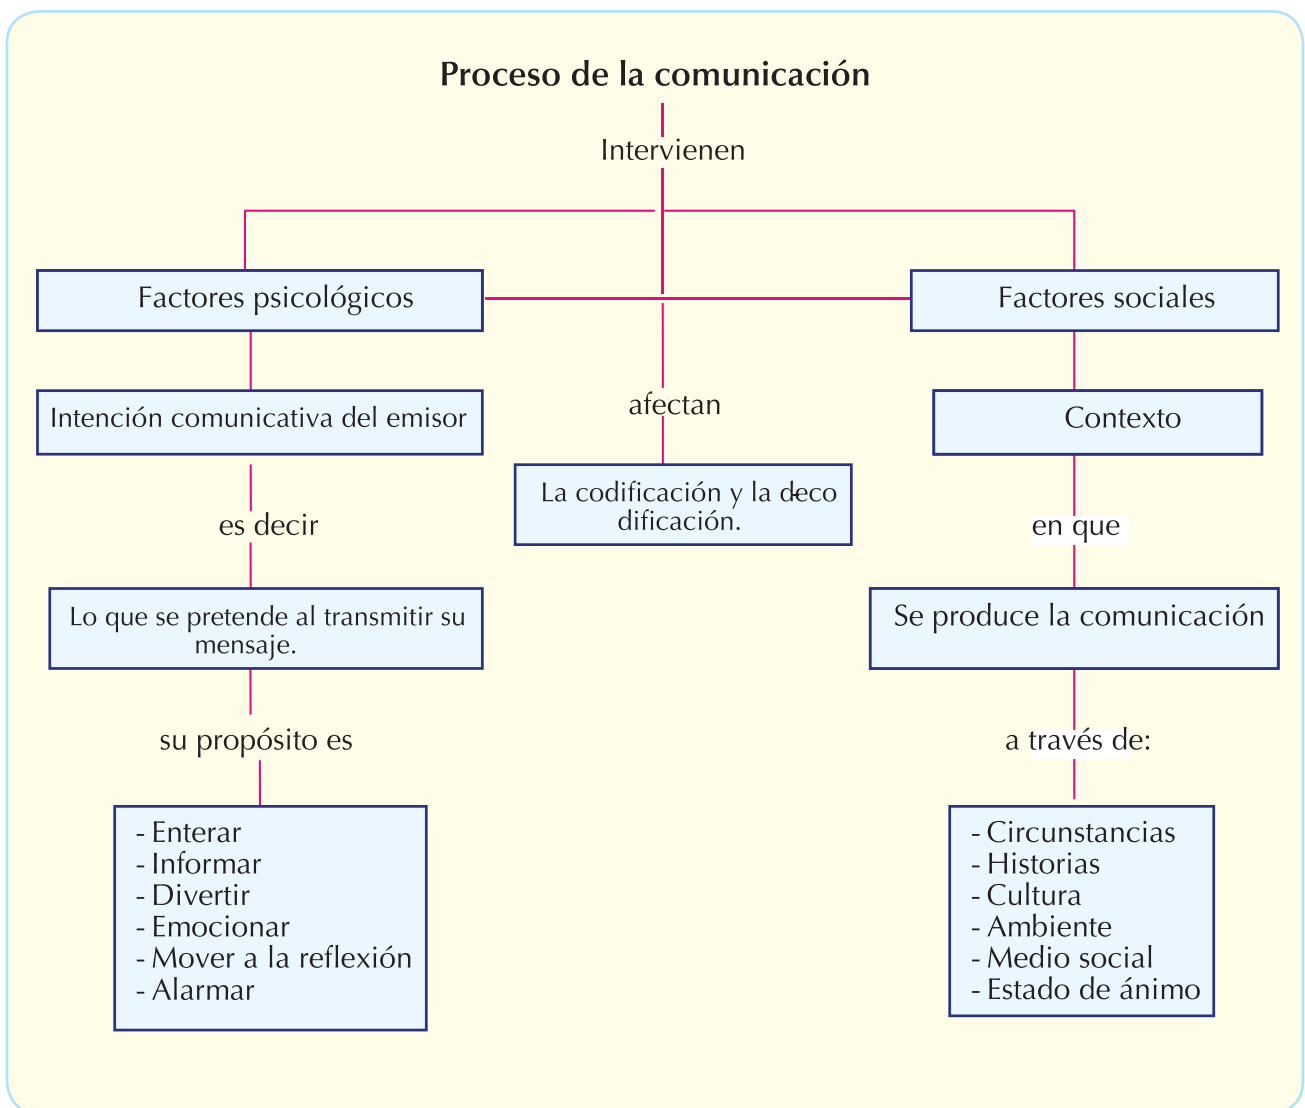 Proceso de la comunicación
Intervienen
Factores psicológicos
Factores sociales
Intención comunicativa del emisor
afectan
Contexto
La codificación y la deco
dificación.
es decir
en que
Lo que se pretende al transmitir su
mensaje.
Se produce la comunicación
su propósito es
a través de:
- Enterar
- Informar
- Divertir
- Emocionar
- Mover a la reflexión
- Alarmar
- Circunstancias
- Historias
- Cultura
- Ambiente
- Medio social
- Estado de ánimo